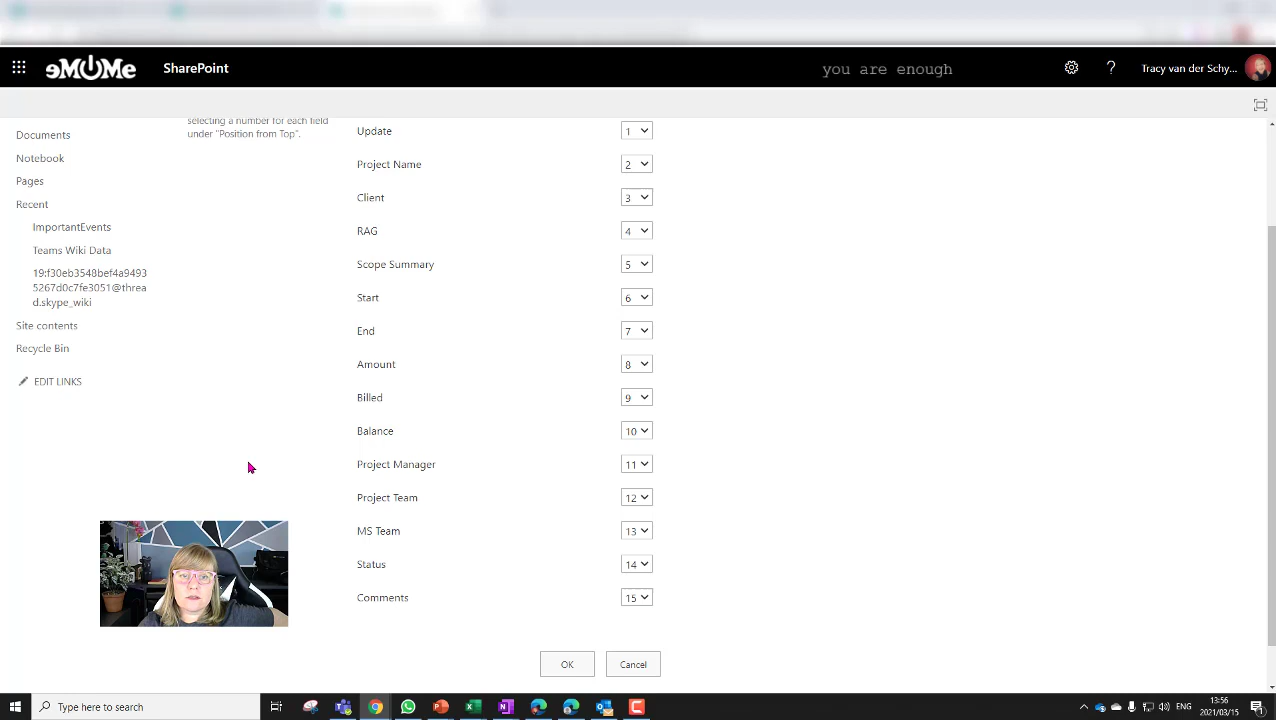 eMUMe
SharePoint
you are enough
?
Tracy van der Schy...
Documents
Notebook
Pages
Recent
ImportantEvents
Teams Wiki Data
19:f30eb3548bef4a9493
5267d0c7fe3051@threa
d.skype_wiki
Site contents
Recycle Bin
EDIT LINKS
selecting a number for each field
under "Position from Top".
Update 1
Project Name 2
Client 3
RAG 4
Scope Summary 5
Start 6
End 7
Amount 8
Billed 9
Balance 10
Project Manager 11
Project Team 12
MS Team 13
Status 14
Comments 15
OK Cancel
Type here to search
ENG
13:56
2021/03/15